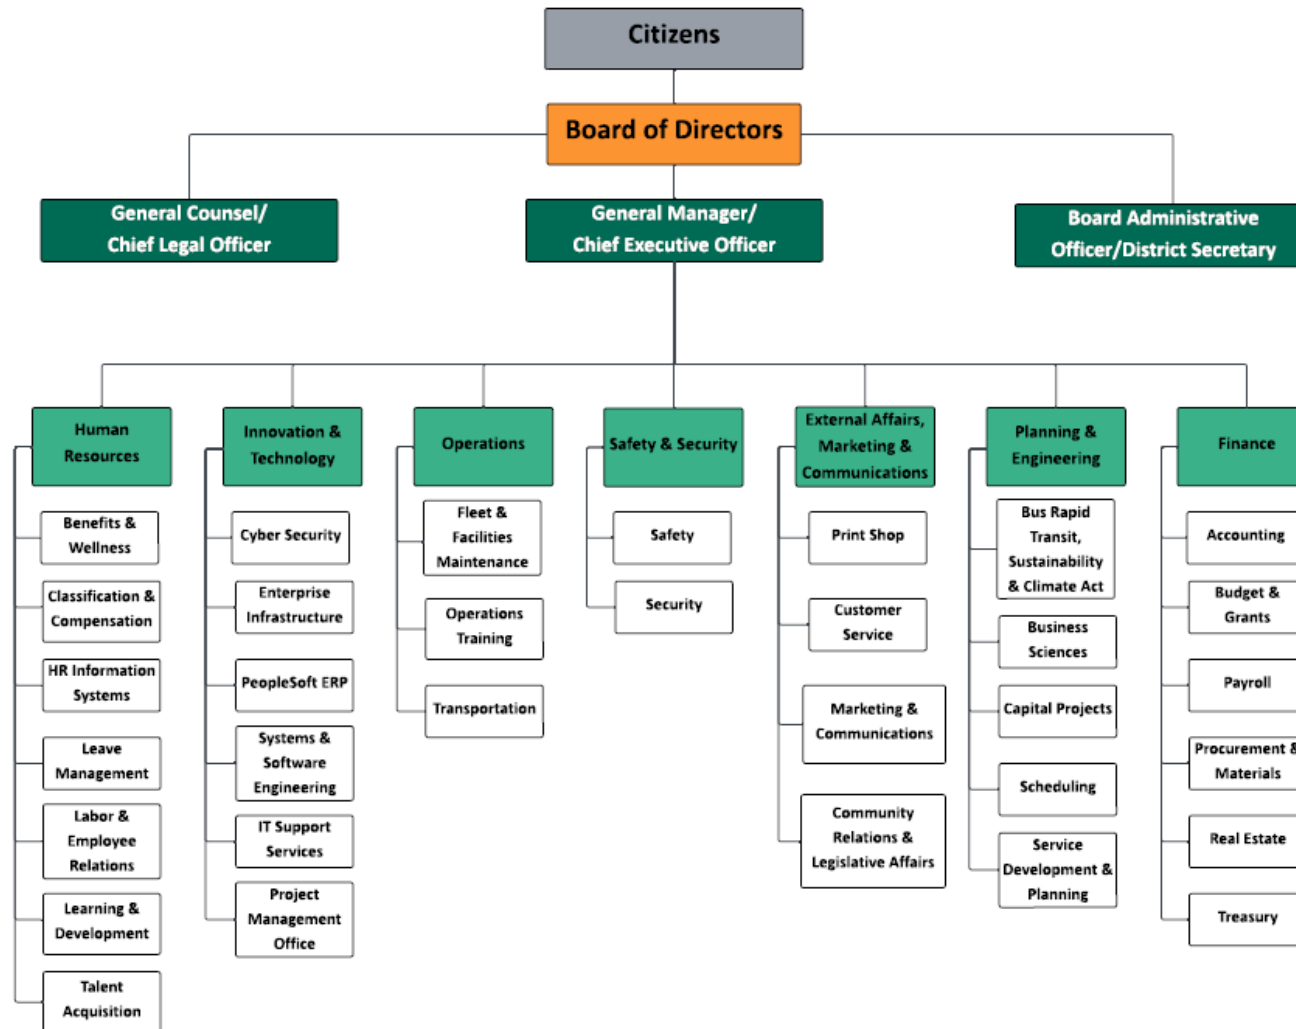 Citizens
Board of Directors
General Counsel/
Chief Legal Officer
General Manager/
Chief Executive Officer
Board Administrative
Officer/District Secretary
Human
Resources
Benefits &
Wellness
Classification &
Compensation
HR Information
Systems
Leave
Management
Labor &
Employee
Relations
Learning &
Development
Talent
Acquisition
Innovation &
Technology
Cyber Security
Enterprise
Infrastructure
PeopleSoft ERP
Systems &
Software
Engineering
IT Support
Services
Project
Management
Office
Operations
Fleet &
Facilities
Maintenance
Operations
Training
Transportation
Safety & Security
Safety
Security
External Affairs,
Marketing &
Communications
Print Shop
Customer
Service
Marketing &
Communications
Community
Relations &
Legislative Affairs
Planning &
Engineering
Bus Rapid
Transit,
Sustainability
& Climate Act
Business
Sciences
Capital Projects
Scheduling
Service
Development &
Planning
Finance
Accounting
Budget &
Grants
Payroll
Procurement &
Materials
Real Estate
Treasury